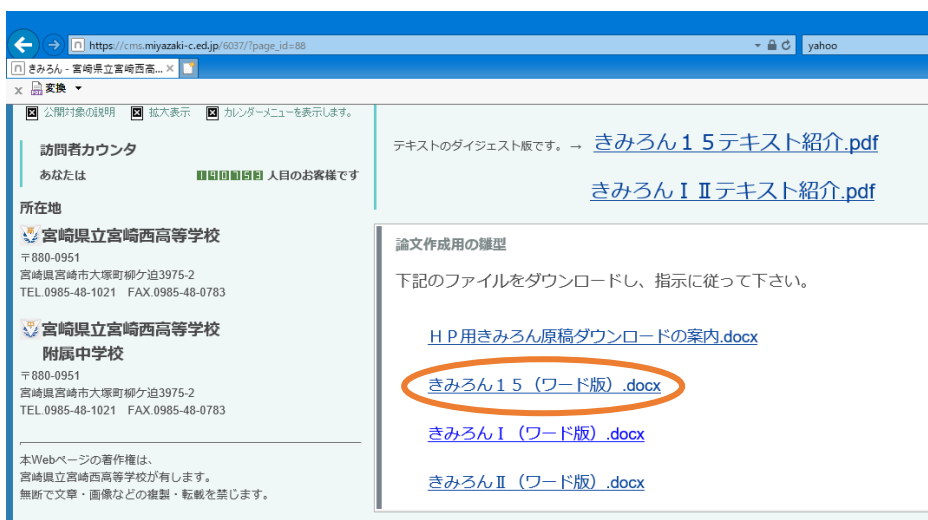 https://cms.miyazaki-c.ed.jp/6037/?page_id=88
yahoo
きみろん - 宮崎県立宮崎西高... ×
x 変換 ▼
公開対象の説明 拡大表示 カレンダーメニューを表示します。
訪問者カウンタ
あなたは 人目のお客様です
所在地
宮崎県立宮崎西高等学校
〒880-0951
宮崎県宮崎市大塚町柳ケ迫3975-2
TEL.0985-48-1021 FAX.0985-48-0783
宮崎県立宮崎西高等学校
附属中学校
〒880-0951
宮崎県宮崎市大塚町柳ケ迫3975-2
TEL.0985-48-1021 FAX.0985-48-0783
本Webページの著作権は、
宮崎県立宮崎西高等学校が有します。
無断で文章・画像などの複製・転載を禁じます。
テキストのダイジェスト版です。→ きみろん１５テキスト紹介.pdf
きみろんⅠⅡテキスト紹介.pdf
論文作成用の雛型
下記のファイルをダウンロードし、指示に従って下さい。
ＨＰ用きみろん原稿ダウンロードの案内.docx
きみろん１５（ワード版）.docx
きみろんⅠ（ワード版）.docx
きみろんⅡ（ワード版）.docx